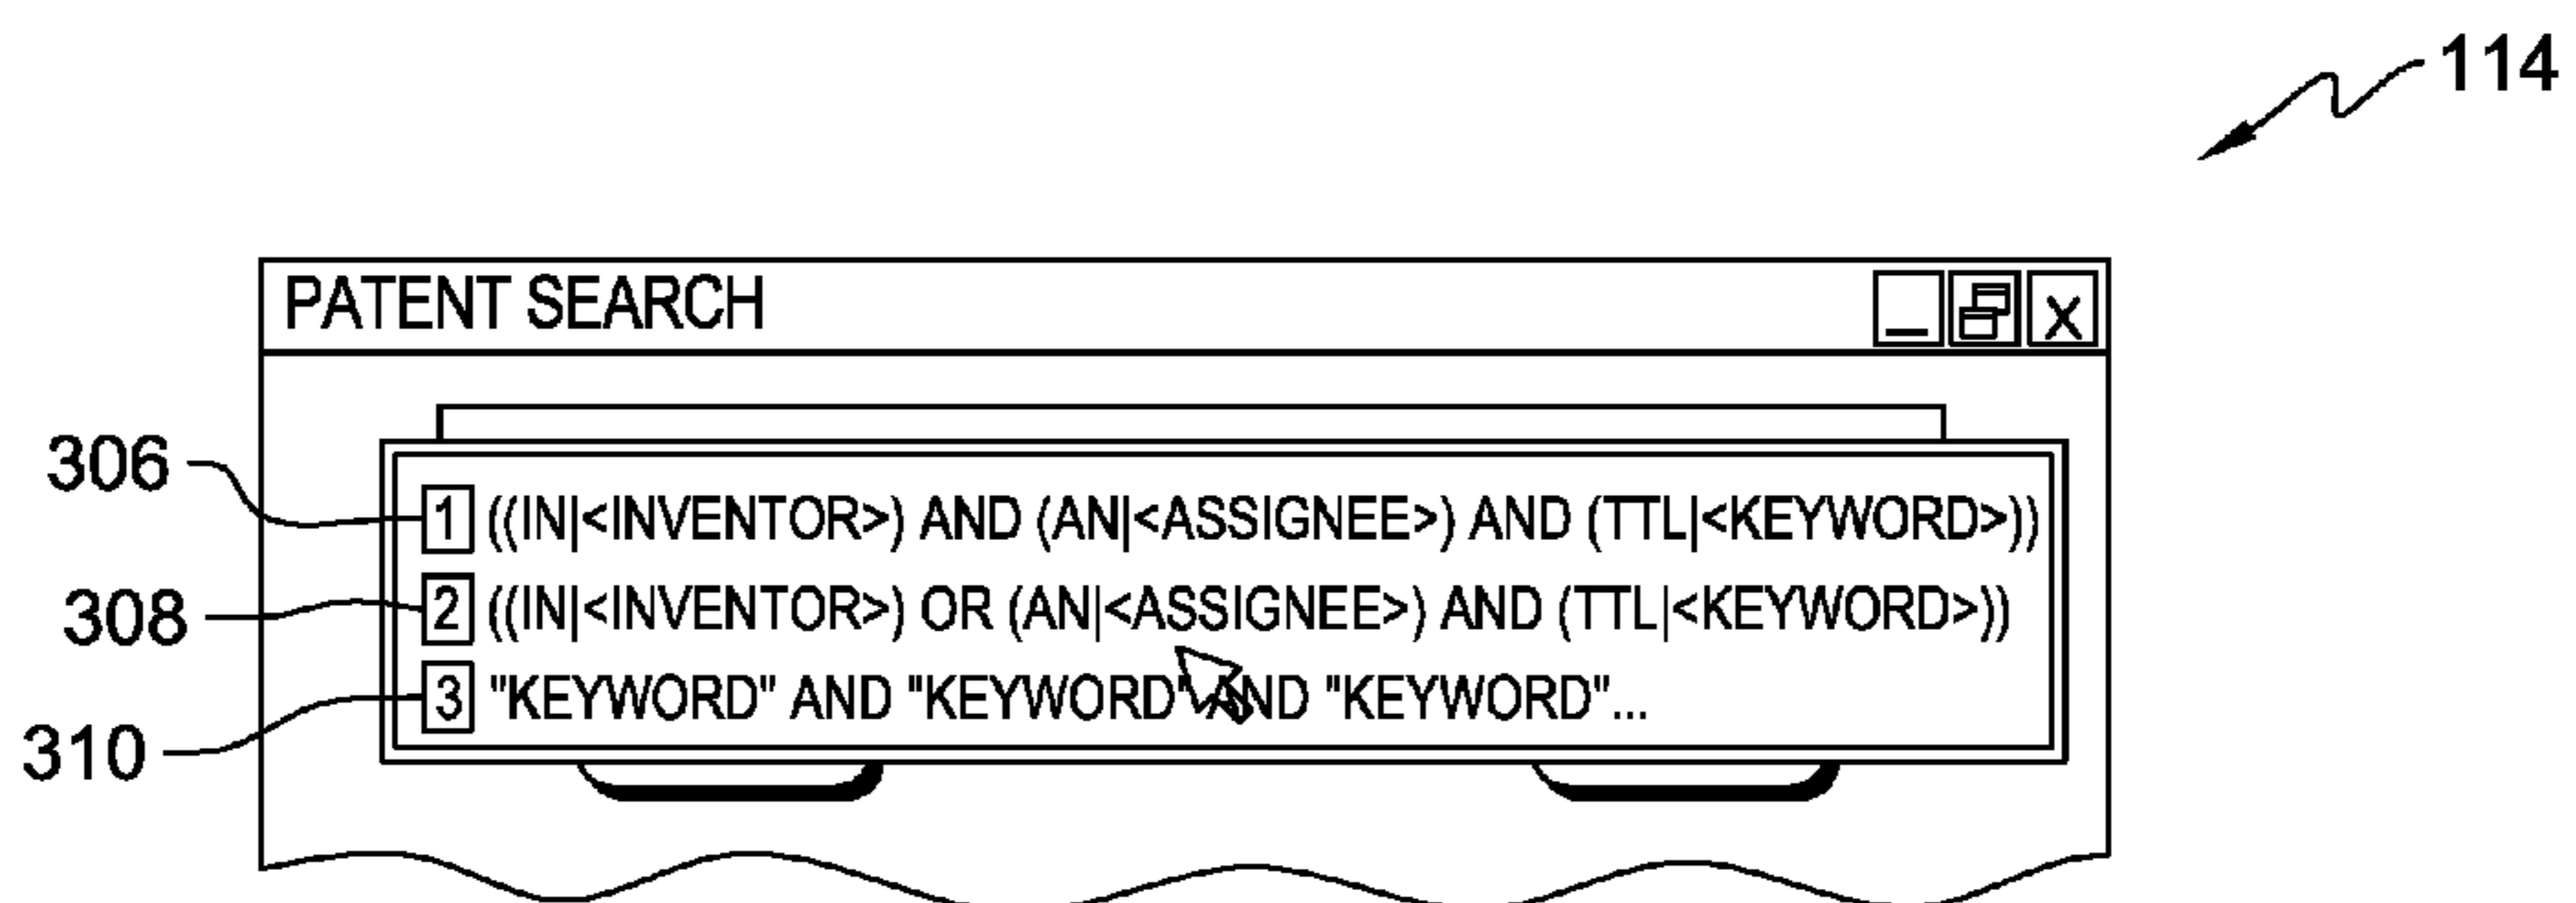 114
PATENT SEARCH
306
1 ((IN|<INVENTOR>) AND (AN|<ASSIGNEE>) AND (TTL|<KEYWORD>))
308
2 ((IN|<INVENTOR>) OR (AN|<ASSIGNEE>) AND (TTL|<KEYWORD>))
310
3 "KEYWORD" AND "KEYWORD" AND "KEYWORD"...